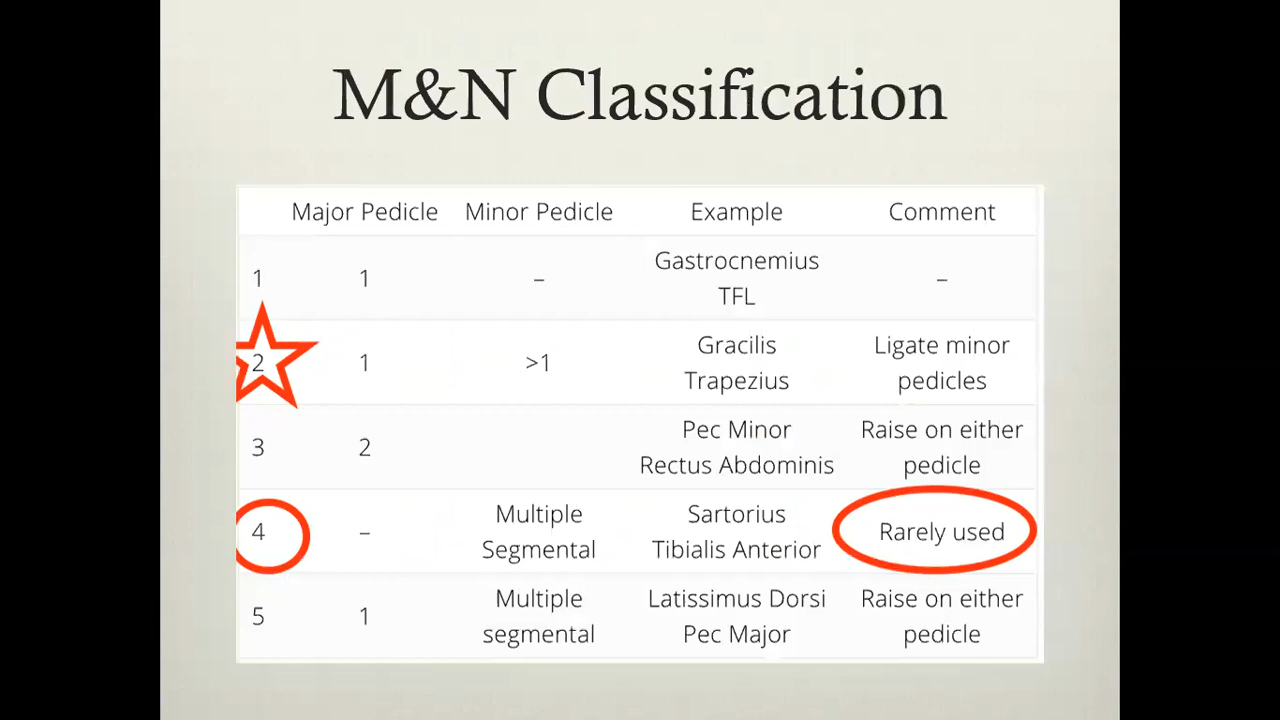 M&N Classification
Major Pedicle Minor Pedicle Example Comment
1 1 – Gastrocnemius TFL –
2 1 >1 Gracilis Trapezius Ligate minor pedicles
3 2 Pec Minor Rectus Abdominis Raise on either pedicle
4 – Multiple Segmental Sartorius Tibialis Anterior Rarely used
5 1 Multiple segmental Latissimus Dorsi Pec Major Raise on either pedicle